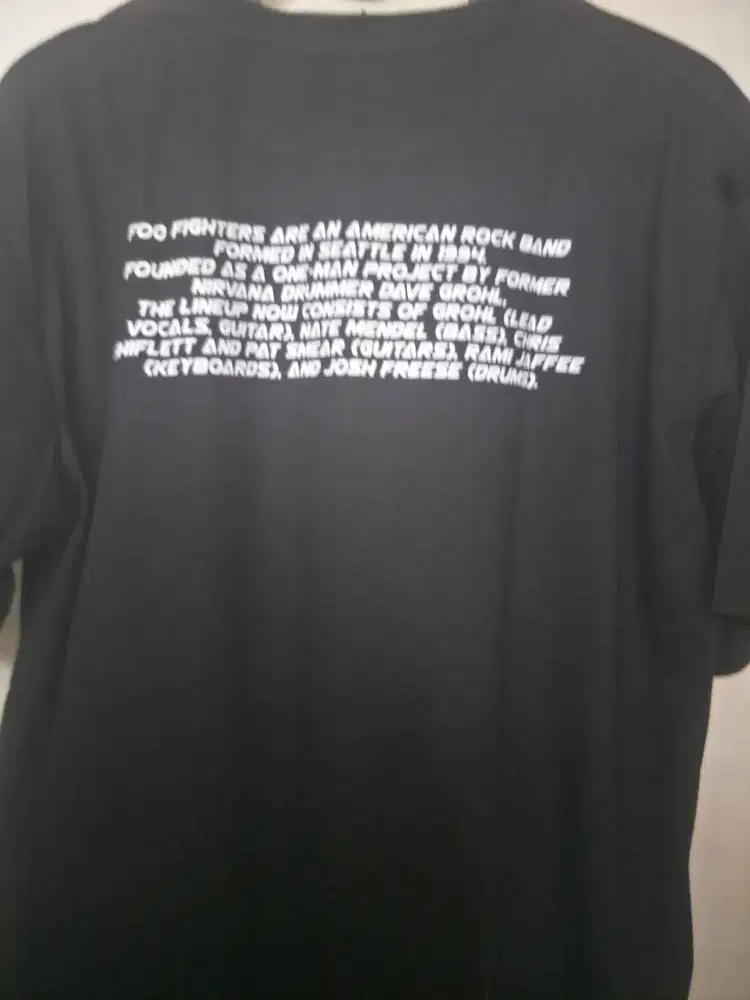 FOO FIGHTERS ARE AN AMERICAN ROCK BAND
FORMED IN SEATTLE IN 1994.
FOUNDED AS A ONE-MAN PROJECT BY FORMER
NIRVANA DRUMMER DAVE GROHL,
THE LINEUP NOW CONSISTS OF GROHL (LEAD
VOCALS, GUITAR), NATE MENDEL (BASS), CHRIS
HIFLETT AND PAT SMEAR (GUITARS), RAMI JAFFEE
(KEYBOARDS), AND JOSH FREESE (DRUMS).